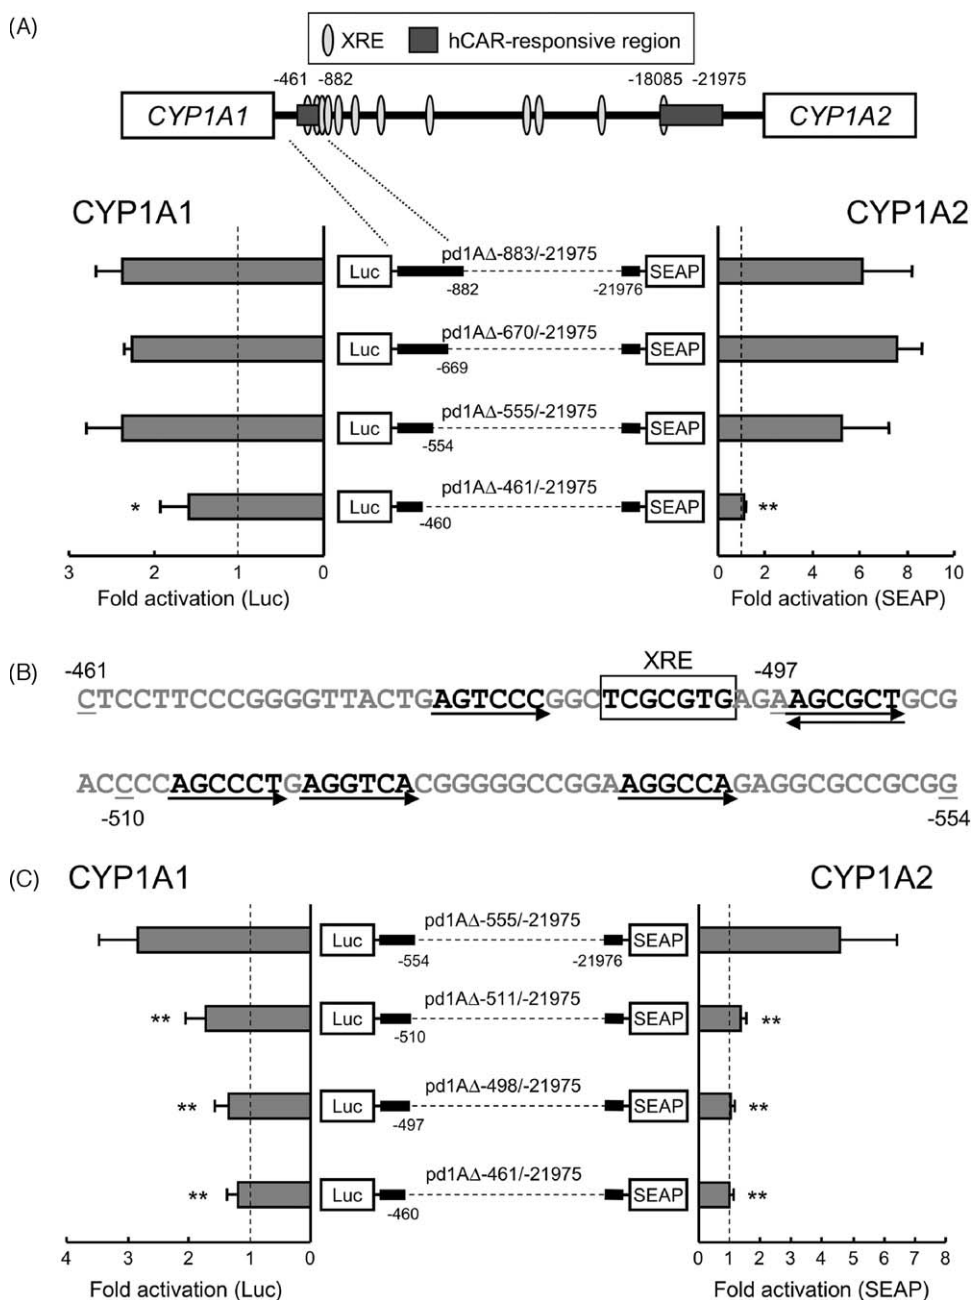 (A)
XRE hCAR-responsive region
-461 -882 -18085 -21975
CYP1A1 CYP1A2
CYP1A1 CYP1A2
pd1AΔ-883/-21975
Luc SEAP
-882 -21976
pd1AΔ-670/-21975
Luc SEAP
-669
pd1AΔ-555/-21975
Luc SEAP
-554
pd1AΔ-461/-21975
* Luc SEAP **
-460
3 2 1 0 0 2 4 6 8 10
Fold activation (Luc) Fold activation (SEAP)
(B)
-461 XRE -497
CTCCTTCCCGGGGTTACTGAGTCCCGGCTCGCGTGAGAAGCGCTGCG
ACCCCAGCCCTGAGGTCACGGGGGCCGGAAGGCCAGAGGCGCCGCGG
-510 -554
(C)
CYP1A1 CYP1A2
pd1AΔ-555/-21975
Luc SEAP
-554 -21976
pd1AΔ-511/-21975
** Luc SEAP **
-510
pd1AΔ-498/-21975
** Luc SEAP **
-497
pd1AΔ-461/-21975
** Luc SEAP **
-460
4 3 2 1 0 0 1 2 3 4 5 6 7 8
Fold activation (Luc) Fold activation (SEAP)